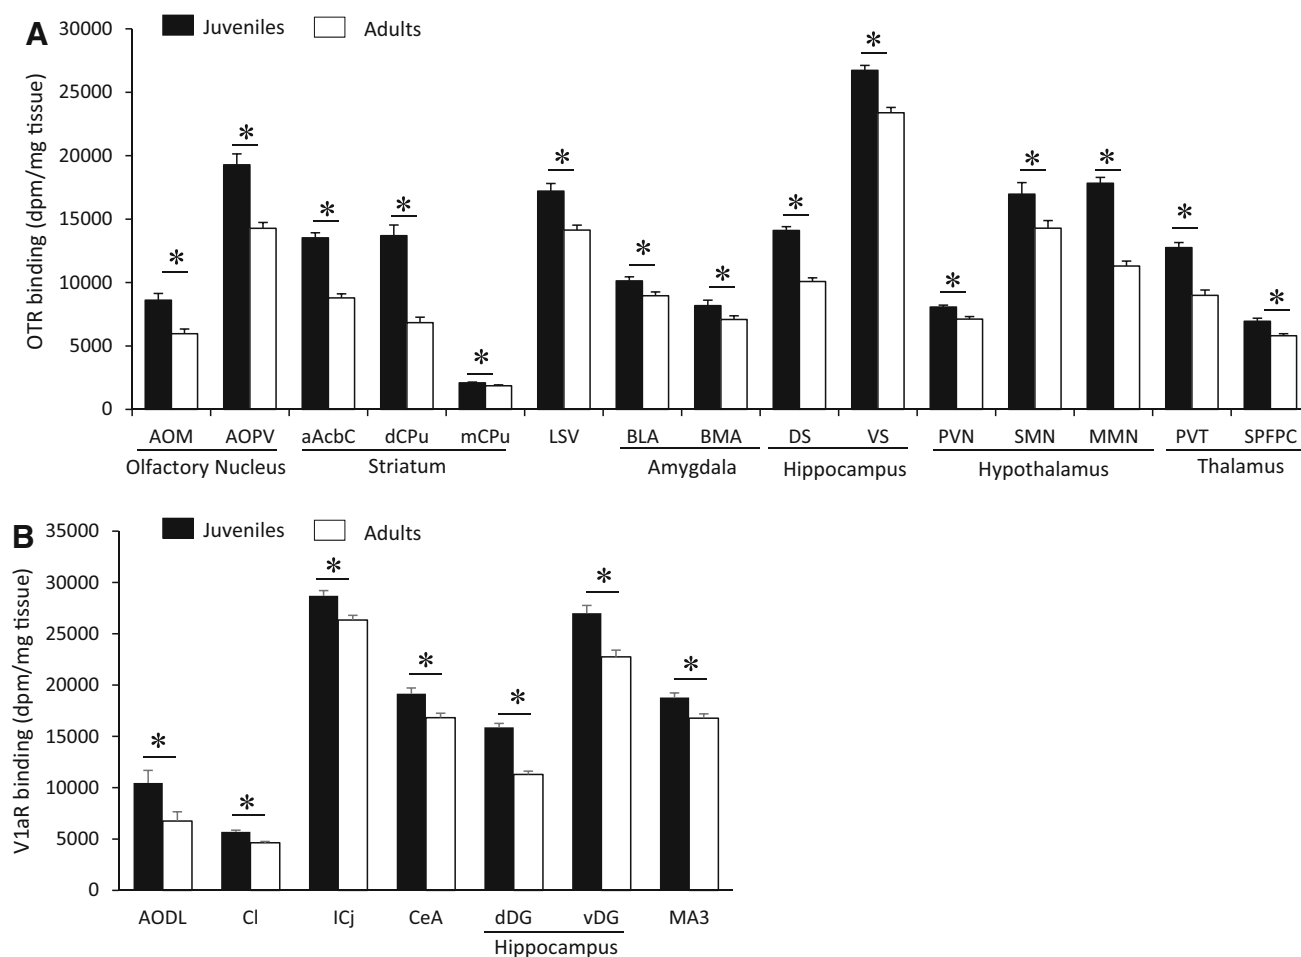 A
Juveniles
Adults
OTR binding (dpm/mg tissue)
30000
25000
20000
15000
10000
5000
0
* * * * * * * * * * * * * * *
AOM AOPV aAcbC dCPu mCPu LSV BLA BMA DS VS PVN SMN MMN PVT SPFPC
Olfactory Nucleus Striatum Amygdala Hippocampus Hypothalamus Thalamus
B
Juveniles
Adults
V1aR binding (dpm/mg tissue)
35000
30000
25000
20000
15000
10000
5000
0
* * * * * * *
AODL Cl ICj CeA dDG vDG MA3
Hippocampus